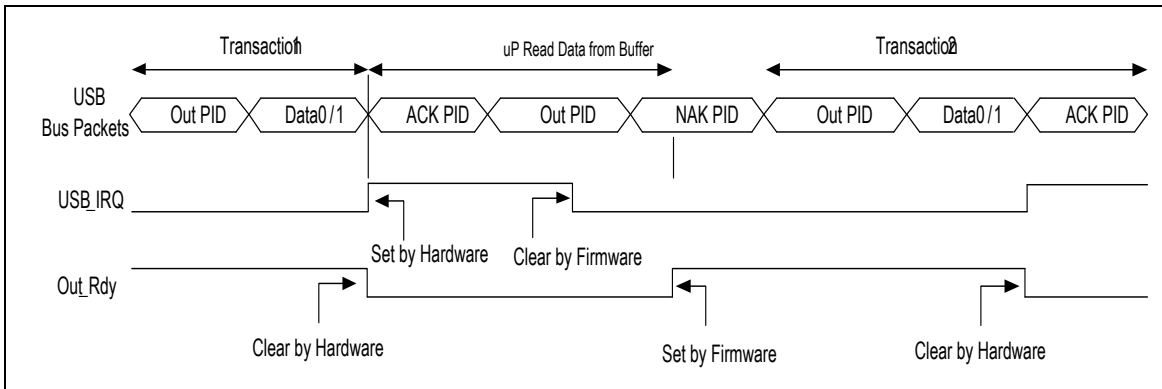 Transaction1
uP Read Data from Buffer
Transaction2
USB
Bus Packets
Out PID
Data0/1
ACK PID
Out PID
NAK PID
Out PID
Data0/1
ACK PID
USB_IRQ
Set by Hardware
Clear by Firmware
Out_Rdy
Clear by Hardware
Set by Firmware
Clear by Hardware